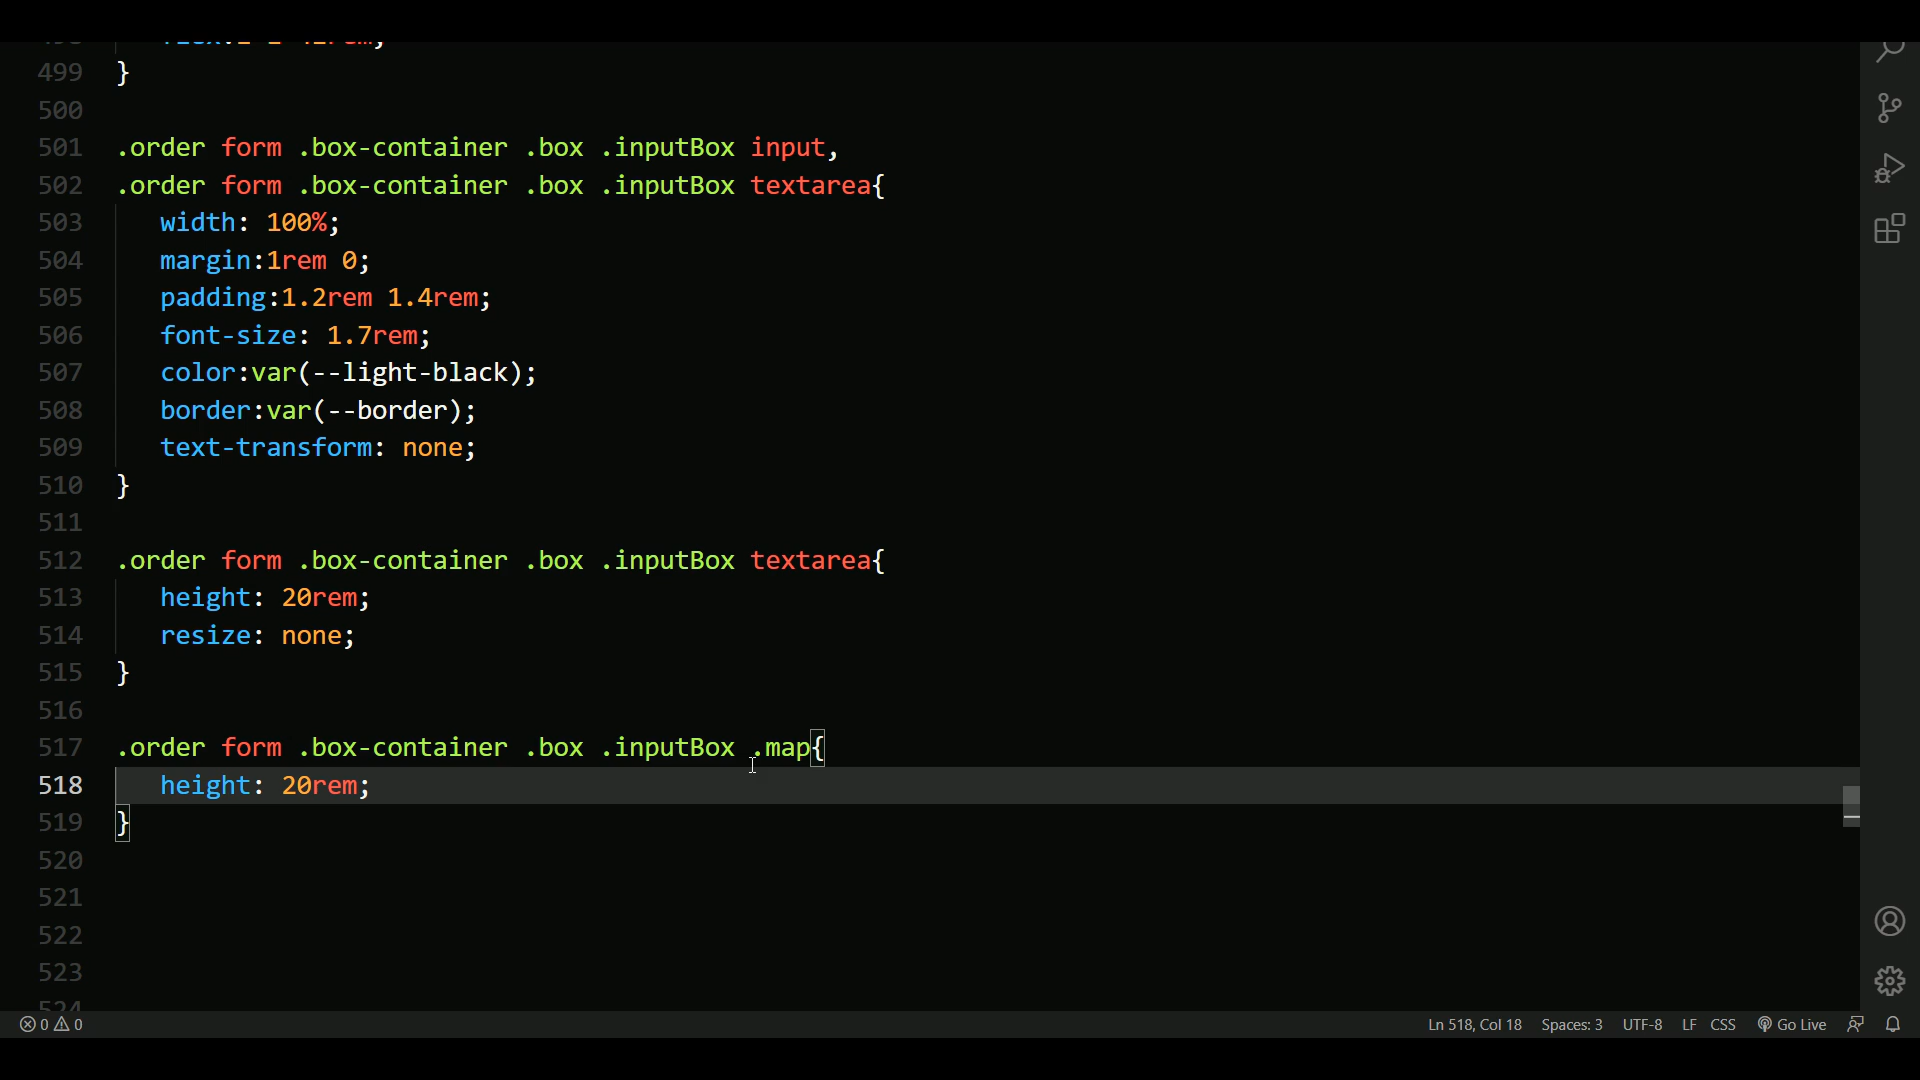 499 }
500
501 .order form .box-container .box .inputBox input,
502 .order form .box-container .box .inputBox textarea{
503 width: 100%;
504 margin:1rem 0;
505 padding:1.2rem 1.4rem;
506 font-size: 1.7rem;
507 color:var(--light-black);
508 border:var(--border);
509 text-transform: none;
510 }
511
512 .order form .box-container .box .inputBox textarea{
513 height: 20rem;
514 resize: none;
515 }
516
517 .order form .box-container .box .inputBox .map{
518 height: 20rem;
519 }
520
521
522
523
524
0 0 Ln 518, Col 18 Spaces: 3 UTF-8 LF CSS Go Live